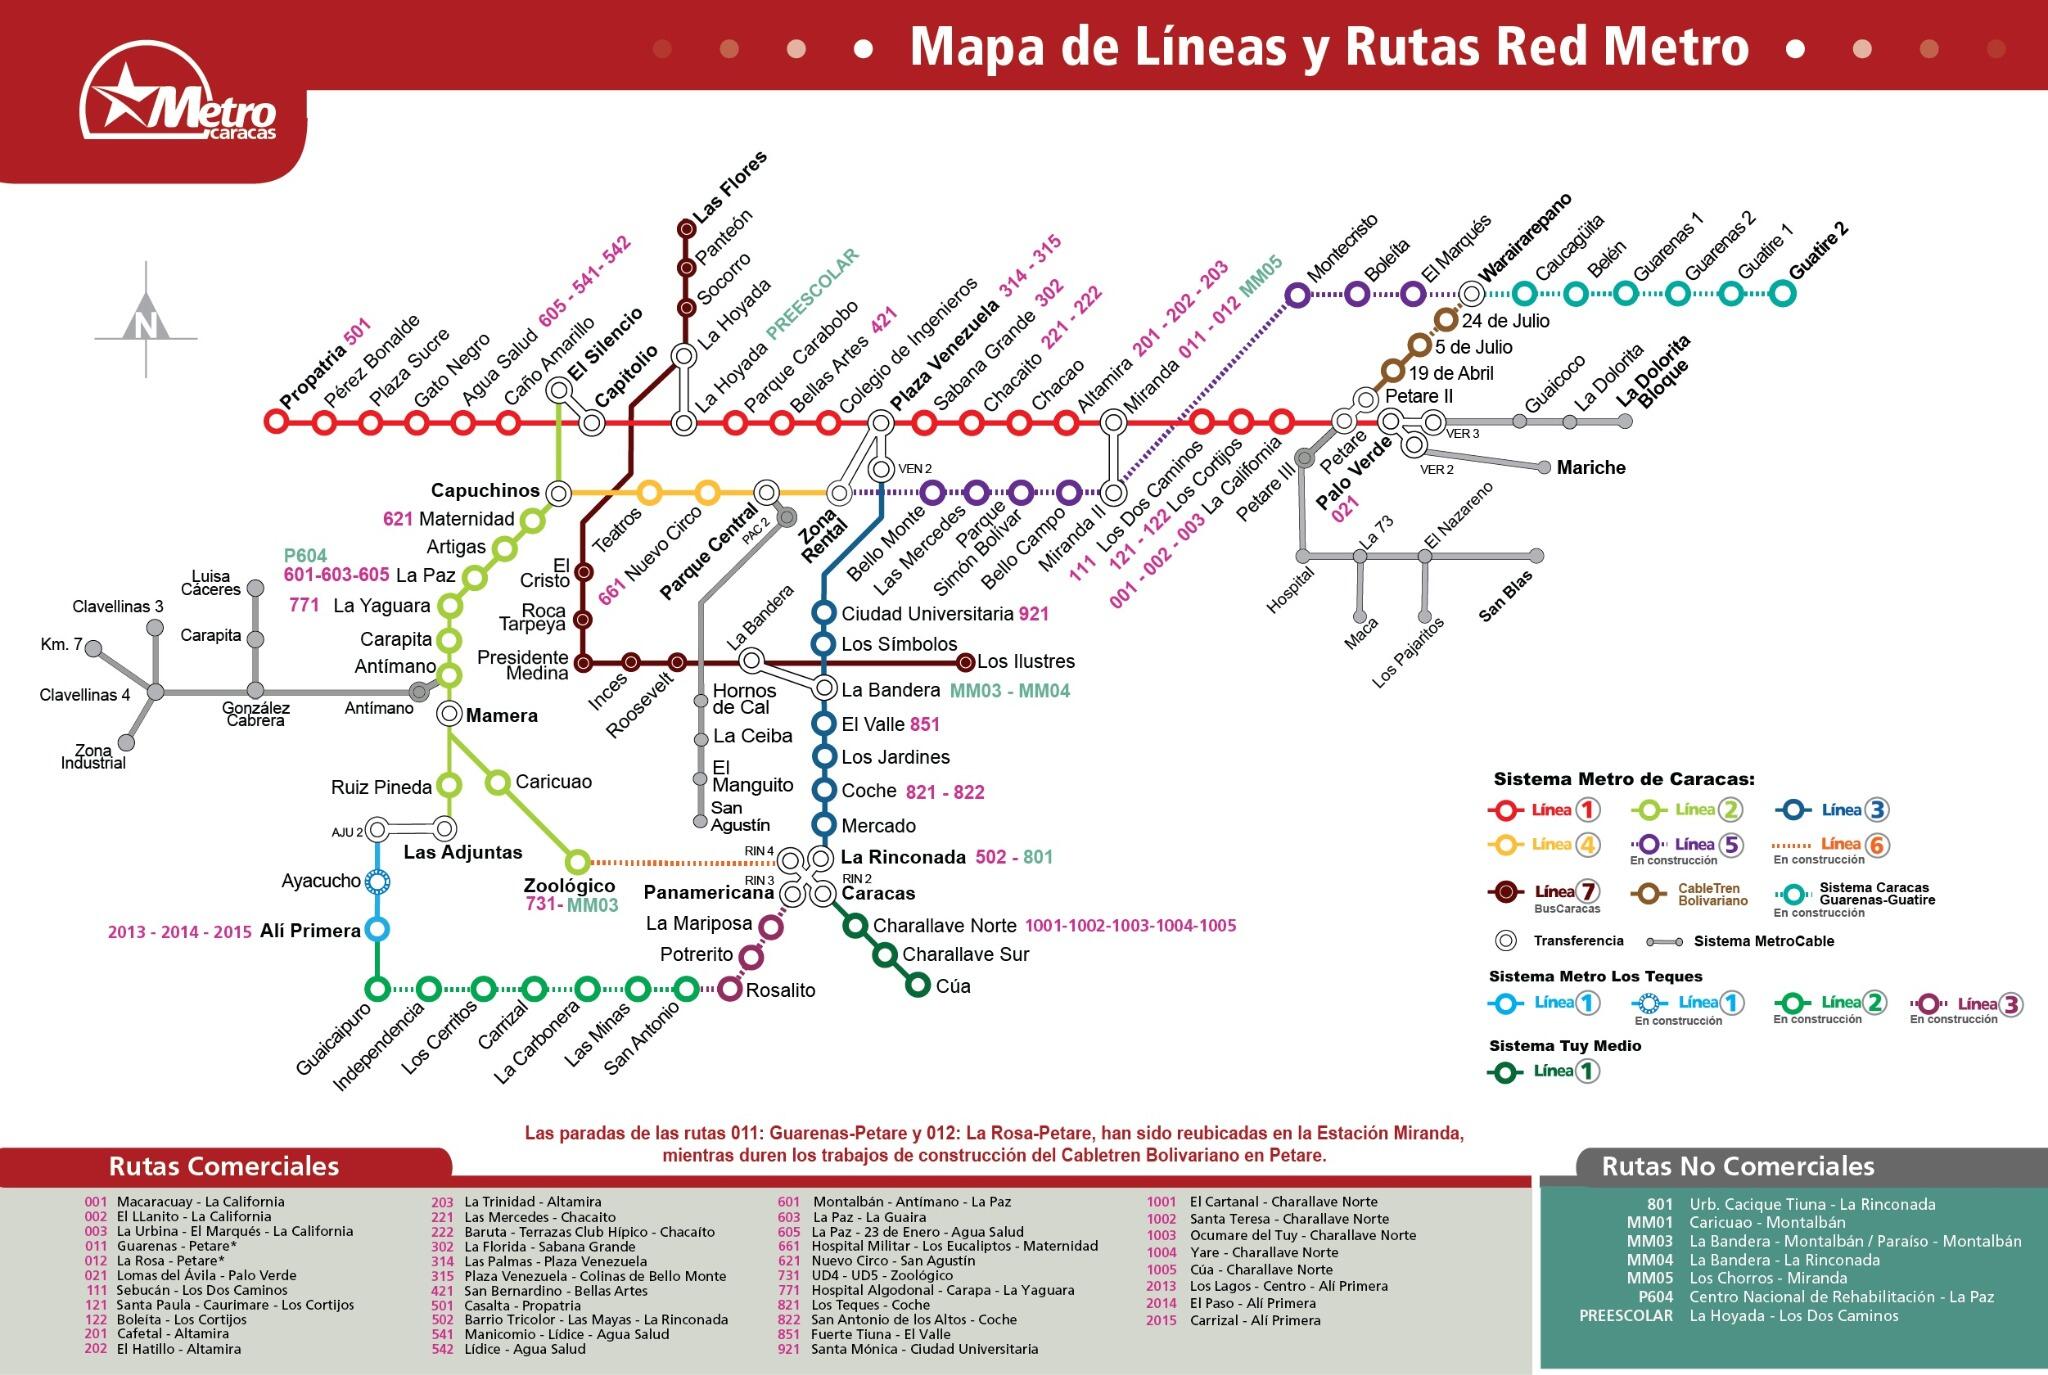 Mapa de Líneas y Rutas Red Metro
Metro
caracas
N
Las Flores
Panteón
Socorro
La Hoyada
Propatria 501
Pérez Bonalde
Plaza Sucre
Gato Negro
Agua Salud 605 - 541- 542
Caño Amarillo
El Silencio
Capitolio
La Hoyada PREESCOLAR
Parque Carabobo
Bellas Artes 421
Colegio de Ingenieros
Plaza Venezuela 314 - 315
Sabana Grande 302
Chacaito 221 - 222
Chacao
Altamira 201 - 202 - 203
Miranda 011 - 012 MM05
Montecristo
Boleíta
El Marqués
Warairarepano
Caucagüita
Belén
Guarenas 1
Guarenas 2
Guatire 1
Guatire 2
24 de Julio
5 de Julio
19 de Abril
Petare II
Guaicoco
La Dolorita
La Dolorita
Bloque
VER 3
VER 2
Mariche
Petare
Palo Verde
021
Petare III
111 Los Dos Caminos
121 - 122 Los Cortijos
001 - 002 - 003 La California
Hospital
La 73
El Nazareno
Maca
Los Pajaritos
San Blas
Capuchinos
621 Maternidad
Artigas
P604
601-603-605 La Paz
771 La Yaguara
Carapita
Antímano
Mamera
Luisa
Cáceres
Clavellinas 3
Carapita
Km. 7
Clavellinas 4
González
Cabrera
Antímano
Zona
Industrial
Teatros
661 Nuevo Circo
Parque Central
PAC 2
Zona
Rental
VEN 2
Bello Monte
Las Mercedes
Parque
Simón Bolívar
Bello Campo
Miranda II
El
Cristo
Roca
Tarpeya
Presidente
Medina
Inces
Roosevelt
La Bandera
Los Ilustres
Ciudad Universitaria 921
Los Símbolos
La Bandera MM03 - MM04
El Valle 851
Los Jardines
Coche 821 - 822
Mercado
La Rinconada 502 - 801
Hornos
de Cal
La Ceiba
El
Manguito
San
Agustín
Ruiz Pineda
Caricuao
AJU 2
Las Adjuntas
Zoológico
731- MM03
RIN 4
RIN 3
RIN 2
Panamericana
Caracas
Ayacucho
2013 - 2014 - 2015 Alí Primera
La Mariposa
Potrerito
Rosalito
Charallave Norte 1001-1002-1003-1004-1005
Charallave Sur
Cúa
Guaicaipuro
Independencia
Los Cerritos
Carrizal
La Carbonera
Las Minas
San Antonio
Sistema Metro de Caracas:
Línea 1
Línea 2
Línea 3
Línea 4
Línea 5
En construcción
Línea 6
En construcción
Línea 7
BusCaracas
CableTren
Bolivariano
Sistema Caracas
Guarenas-Guatire
En construcción
Transferencia
Sistema MetroCable
Sistema Metro Los Teques
Línea 1
Línea 1
En construcción
Línea 2
En construcción
Línea 3
En construcción
Sistema Tuy Medio
Línea 1
Las paradas de las rutas 011: Guarenas-Petare y 012: La Rosa-Petare, han sido reubicadas en la Estación Miranda,
mientras duren los trabajos de construcción del Cabletren Bolivariano en Petare.
Rutas Comerciales
001 Macaracuay - La California
002 El LLanito - La California
003 La Urbina - El Marqués - La California
011 Guarenas - Petare*
012 La Rosa - Petare*
021 Lomas del Ávila - Palo Verde
111 Sebucán - Los Dos Caminos
121 Santa Paula - Caurimare - Los Cortijos
122 Boleíta - Los Cortijos
201 Cafetal - Altamira
202 El Hatillo - Altamira
203 La Trinidad - Altamira
221 Las Mercedes - Chacaito
222 Baruta - Terrazas Club Hípico - Chacaíto
302 La Florida - Sabana Grande
314 Las Palmas - Plaza Venezuela
315 Plaza Venezuela - Colinas de Bello Monte
421 San Bernardino - Bellas Artes
501 Casalta - Propatria
502 Barrio Tricolor - Las Mayas - La Rinconada
541 Manicomio - Lídice - Agua Salud
542 Lídice - Agua Salud
601 Montalbán - Antímano - La Paz
603 La Paz - La Guaira
605 La Paz - 23 de Enero - Agua Salud
661 Hospital Militar - Los Eucaliptos - Maternidad
621 Nuevo Circo - San Agustín
731 UD4 - UD5 - Zoológico
771 Hospital Algodonal - Carapa - La Yaguara
821 Los Teques - Coche
822 San Antonio de los Altos - Coche
851 Fuerte Tiuna - El Valle
921 Santa Mónica - Ciudad Universitaria
1001 El Cartanal - Charallave Norte
1002 Santa Teresa - Charallave Norte
1003 Ocumare del Tuy - Charallave Norte
1004 Yare - Charallave Norte
1005 Cúa - Charallave Norte
2013 Los Lagos - Centro - Alí Primera
2014 El Paso - Alí Primera
2015 Carrizal - Alí Primera
Rutas No Comerciales
801 Urb. Cacique Tiuna - La Rinconada
MM01 Caricuao - Montalbán
MM03 La Bandera - Montalbán / Paraíso - Montalbán
MM04 La Bandera - La Rinconada
MM05 Los Chorros - Miranda
P604 Centro Nacional de Rehabilitación - La Paz
PREESCOLAR La Hoyada - Los Dos Caminos